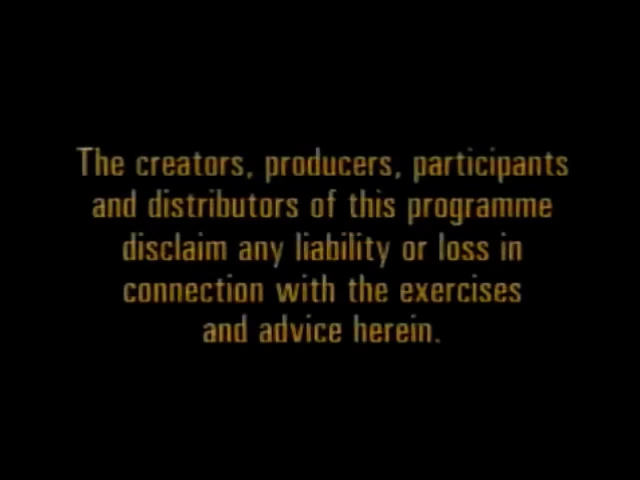 The creators, producers, participants
and distributors of this programme
disclaim any liability or loss in
connection with the exercises
and advice herein.